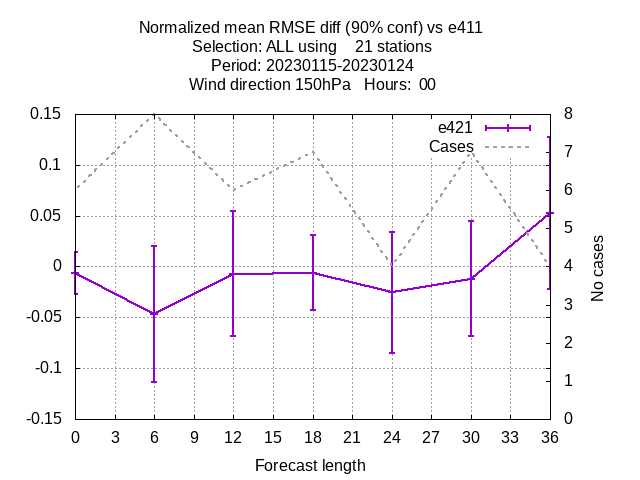 Normalized mean RMSE diff (90% conf) vs e411
Selection: ALL using    21 stations
Period: 20230115-20230124
Wind direction 150hPa   Hours:  00
e421
Cases
0.15
0.1
0.05
0
-0.05
-0.1
-0.15
8
7
6
5
4
3
2
1
0
No cases
0 3 6 9 12 15 18 21 24 27 30 33 36
Forecast length